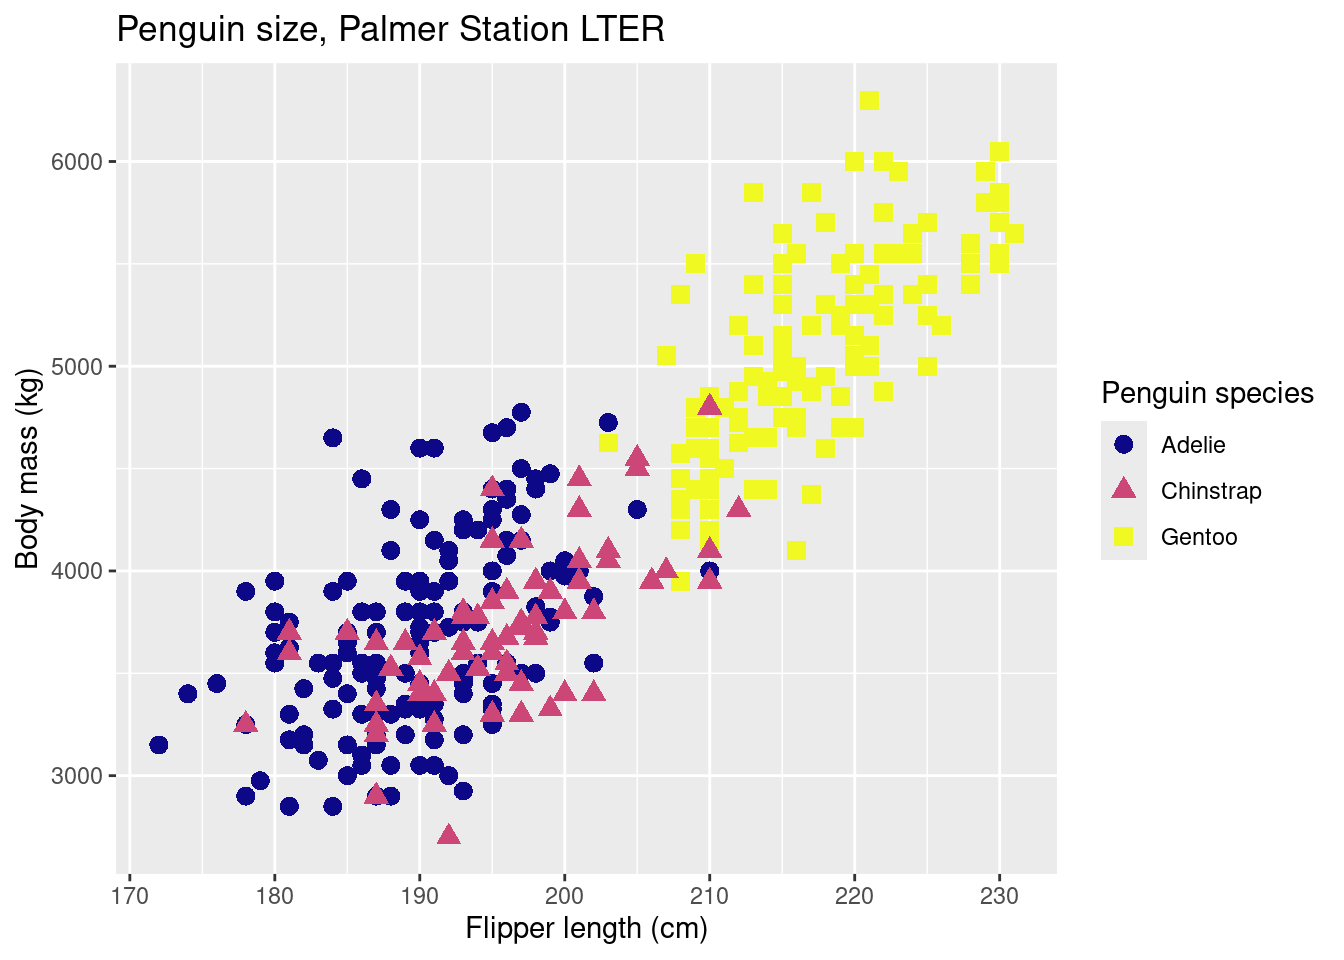 Penguin size, Palmer Station LTER
6000
5000
4000
3000
Body mass (kg)
170 180 190 200 210 220 230
Flipper length (cm)
Penguin species
Adelie
Chinstrap
Gentoo